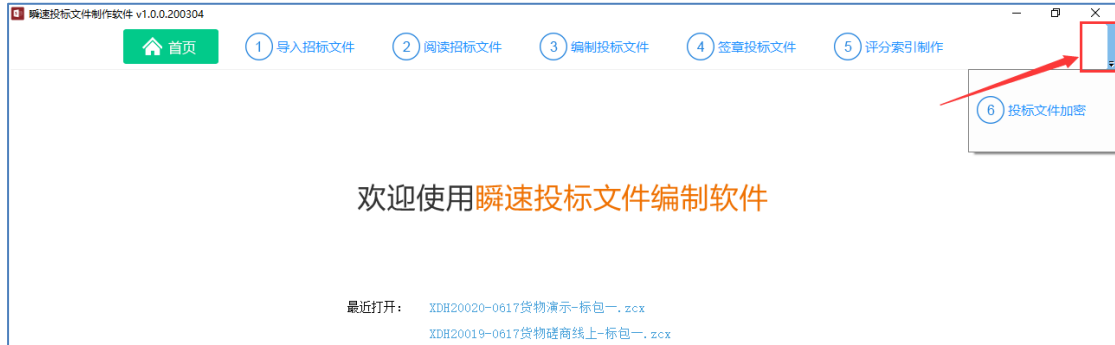 瞬速投标文件制作软件 v1.0.0.200304
首页 1 导入招标文件 2 阅读招标文件 3 编制投标文件 4 签章投标文件 5 评分索引制作
6 投标文件加密
欢迎使用瞬速投标文件编制软件
最近打开: XDH20020-0617货物演示-标包一.zcx
XDH20019-0617货物磋商线上-标包一.zcx